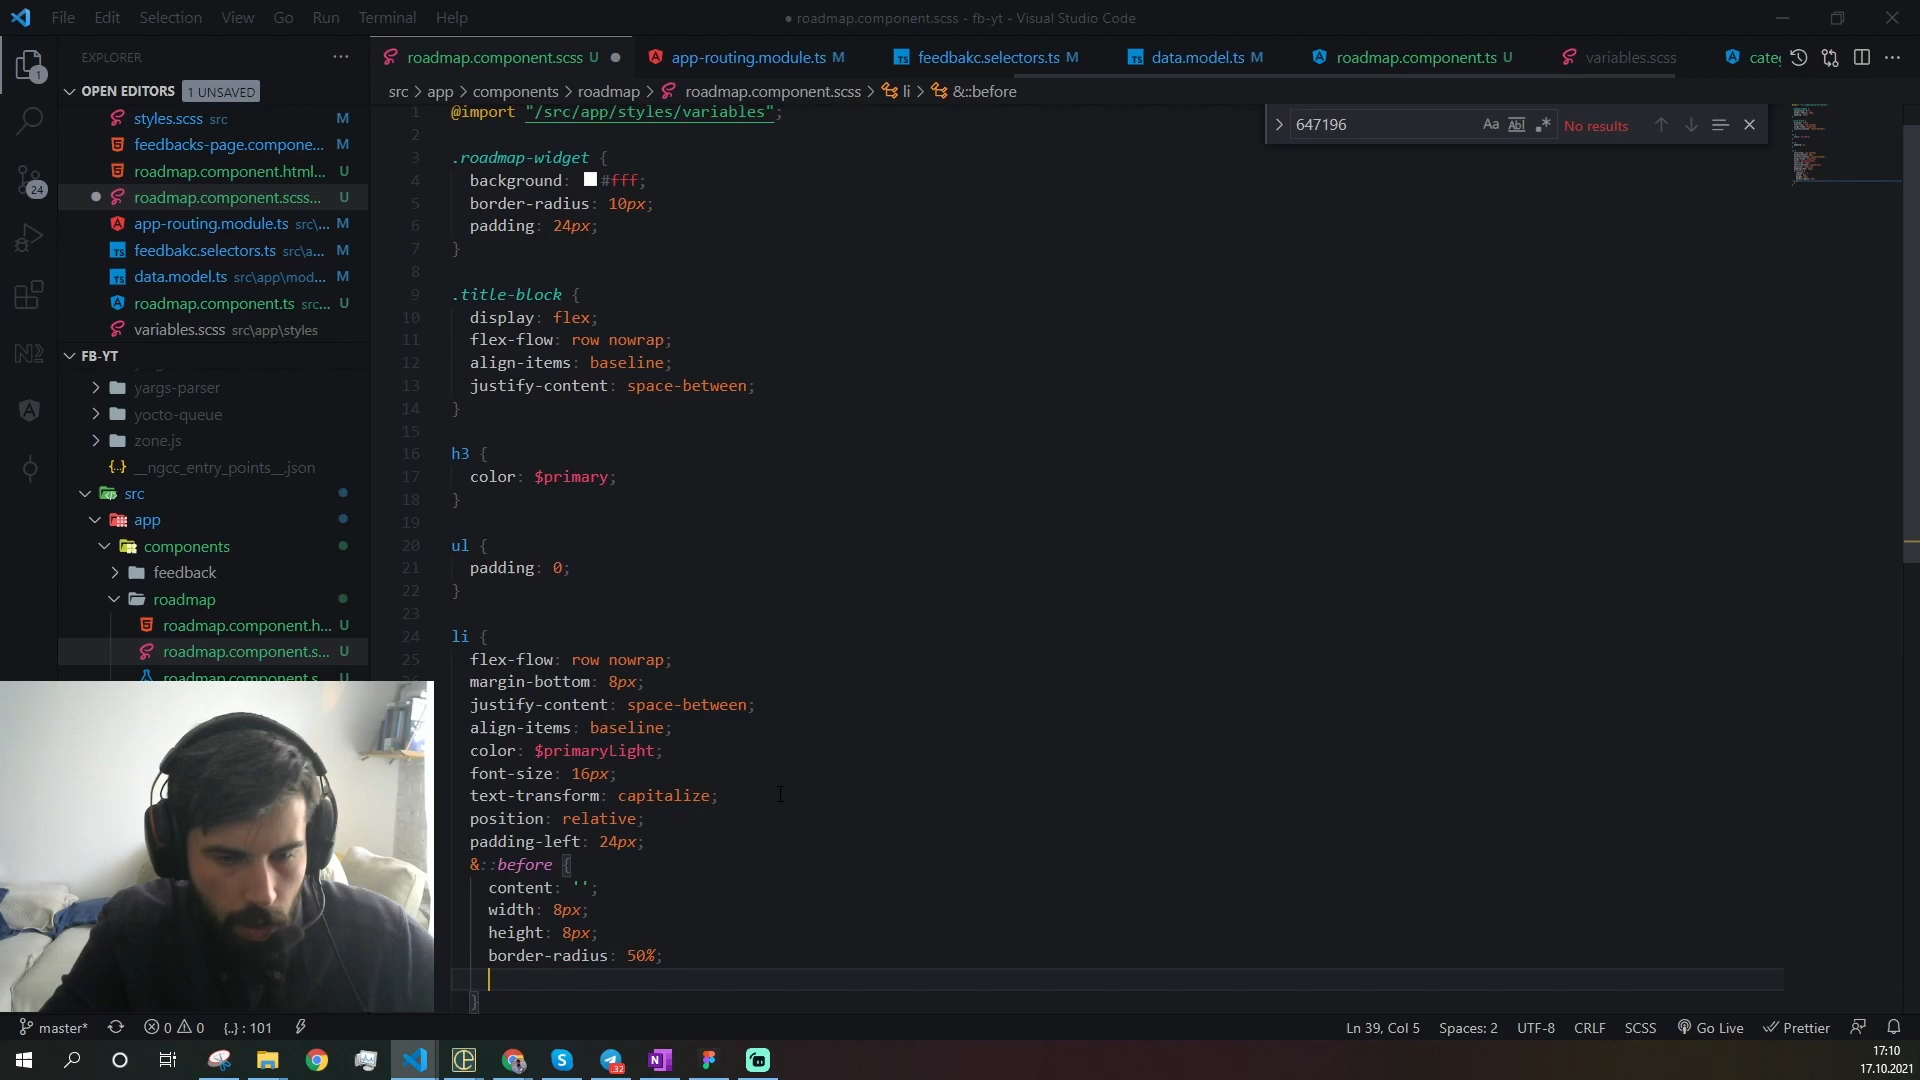 File Edit Selection View Go Run Terminal Help
● roadmap.component.scss - fb-yt - Visual Studio Code
EXPLORER
roadmap.component.scss U
app-routing.module.ts M
feedbakc.selectors.ts M
data.model.ts M
roadmap.component.ts U
variables.scss
1
OPEN EDITORS 1 UNSAVED
src > app > components > roadmap > roadmap.component.scss > li > &::before
styles.scss src M
feedbacks-page.compone... M
roadmap.component.html... U
roadmap.component.scss... U
app-routing.module.ts src\... M
feedbakc.selectors.ts src\a... M
data.model.ts src\app\mod... M
roadmap.component.ts src... U
variables.scss src\app\styles
24
FB-YT
yargs-parser
yocto-queue
zone.js
__ngcc_entry_points__.json
src
app
components
feedback
roadmap
roadmap.component.h... U
roadmap.component.s... U
roadmap.component.s... U
647196
Aa Abl .* No results
1 @import "/src/app/styles/variables";
2
3 .roadmap-widget {
4 background: #fff;
5 border-radius: 10px;
6 padding: 24px;
7 }
8
9 .title-block {
10 display: flex;
11 flex-flow: row nowrap;
12 align-items: baseline;
13 justify-content: space-between;
14 }
15
16 h3 {
17 color: $primary;
18 }
19
20 ul {
21 padding: 0;
22 }
23
24 li {
25 flex-flow: row nowrap;
margin-bottom: 8px;
justify-content: space-between;
align-items: baseline;
color: $primaryLight;
font-size: 16px;
text-transform: capitalize;
position: relative;
padding-left: 24px;
&::before {
content: '';
width: 8px;
height: 8px;
border-radius: 50%;
}
master* 0 0 {..} : 101
Ln 39, Col 5 Spaces: 2 UTF-8 CRLF SCSS Go Live Prettier
32
17:10
17.10.2021